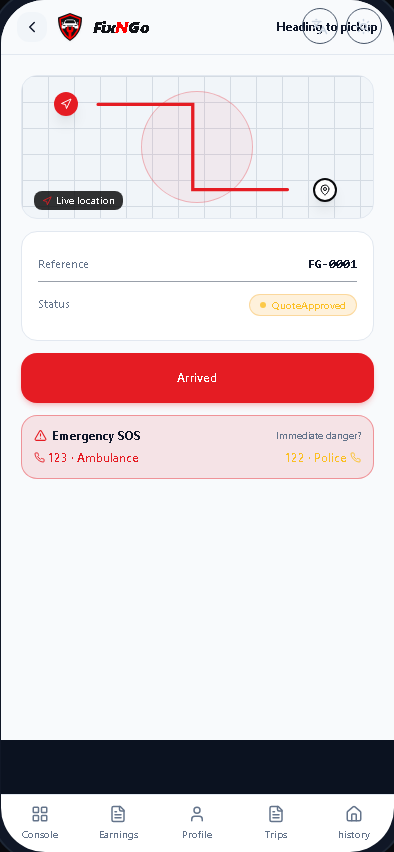 FixNGo
Heading to pickup
Live location
Reference
FG-0001
Status
QuoteApproved
Arrived
Emergency SOS
Immediate danger?
123 · Ambulance
122 · Police
Console
Earnings
Profile
Trips
history